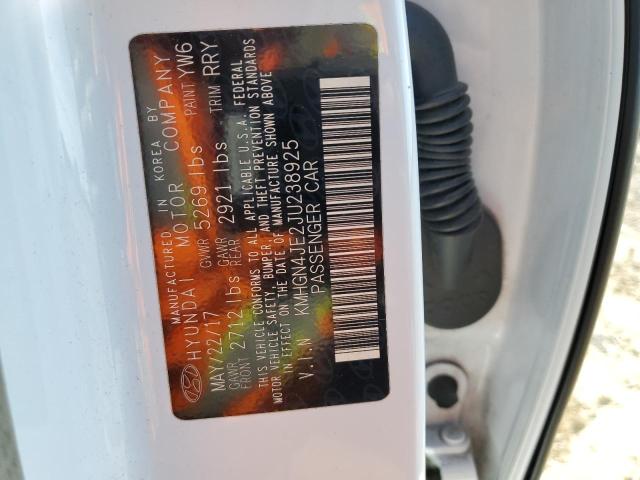 MANUFACTURED IN KOREA BY
HYUNDAI MOTOR COMPANY
MAY/22/17 GVWR 5269 lbs PAINT YW6
GAWR FRONT 2712 lbs GAWR REAR 2921 lbs TRIM RRY
THIS VEHICLE CONFORMS TO ALL APPLICABLE U.S.A. FEDERAL
MOTOR VEHICLE SAFETY, BUMPER, AND THEFT PREVENTION STANDARDS
IN EFFECT ON THE DATE OF MANUFACTURE SHOWN ABOVE
V.I.N KMHGN4JE2JU238925
PASSENGER CAR